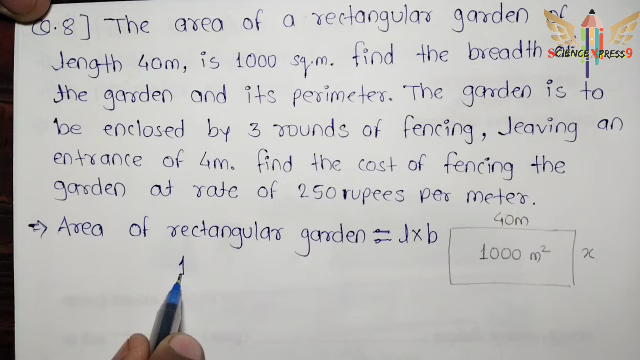 Q.8] The area of a rectangular garden of
length 40m, is 1000 sq.m. find the breadth of
the garden and its perimeter. The garden is to
be enclosed by 3 rounds of fencing, leaving an
entrance of 4m. find the cost of fencing the
garden at rate of 250 rupees per meter.
⇒ Area of rectangular garden = l×b
40m
1000 m²
x
1
SCIENCE XPRESS9